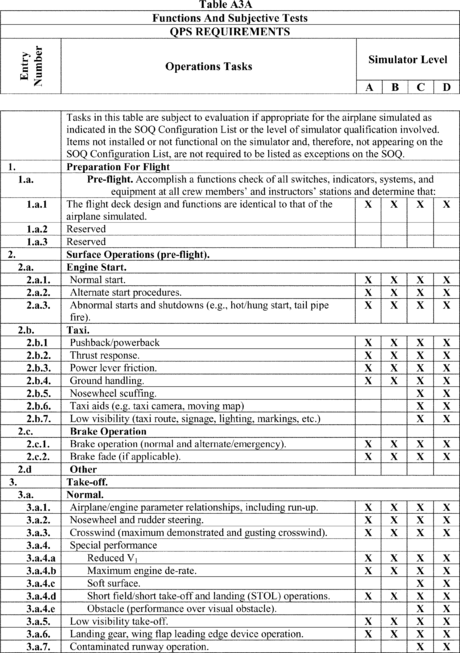 Table A3A
Functions And Subjective Tests
QPS REQUIREMENTS
Entry Number Operations Tasks Simulator Level
A B C D
Tasks in this table are subject to evaluation if appropriate for the airplane simulated as
indicated in the SOQ Configuration List or the level of simulator qualification involved.
Items not installed or not functional on the simulator and, therefore, not appearing on the
SOQ Configuration List, are not required to be listed as exceptions on the SOQ.
1. Preparation For Flight
1.a. Pre-flight. Accomplish a functions check of all switches, indicators, systems, and
equipment at all crew members' and instructors' stations and determine that:
1.a.1 The flight deck design and functions are identical to that of the X X X X
airplane simulated.
1.a.2 Reserved
1.a.3 Reserved
2. Surface Operations (pre-flight).
2.a. Engine Start.
2.a.1. Normal start. X X X X
2.a.2. Alternate start procedures. X X X X
2.a.3. Abnormal starts and shutdowns (e.g., hot/hung start, tail pipe X X X X
fire).
2.b. Taxi.
2.b.1 Pushback/powerback X X X X
2.b.2. Thrust response. X X X X
2.b.3. Power lever friction. X X X X
2.b.4. Ground handling. X X X X
2.b.5. Nosewheel scuffing. X X
2.b.6. Taxi aids (e.g. taxi camera, moving map) X X
2.b.7. Low visibility (taxi route, signage, lighting, markings, etc.) X X
2.c. Brake Operation
2.c.1. Brake operation (normal and alternate/emergency). X X X X
2.c.2. Brake fade (if applicable). X X X X
2.d Other
3. Take-off.
3.a. Normal.
3.a.1. Airplane/engine parameter relationships, including run-up. X X X X
3.a.2. Nosewheel and rudder steering. X X X X
3.a.3. Crosswind (maximum demonstrated and gusting crosswind). X X X X
3.a.4. Special performance
3.a.4.a Reduced V1 X X X X
3.a.4.b Maximum engine de-rate. X X X X
3.a.4.c Soft surface. X X
3.a.4.d Short field/short take-off and landing (STOL) operations. X X X X
3.a.4.e Obstacle (performance over visual obstacle). X X
3.a.5. Low visibility take-off. X X X X
3.a.6. Landing gear, wing flap leading edge device operation. X X X X
3.a.7. Contaminated runway operation. X X